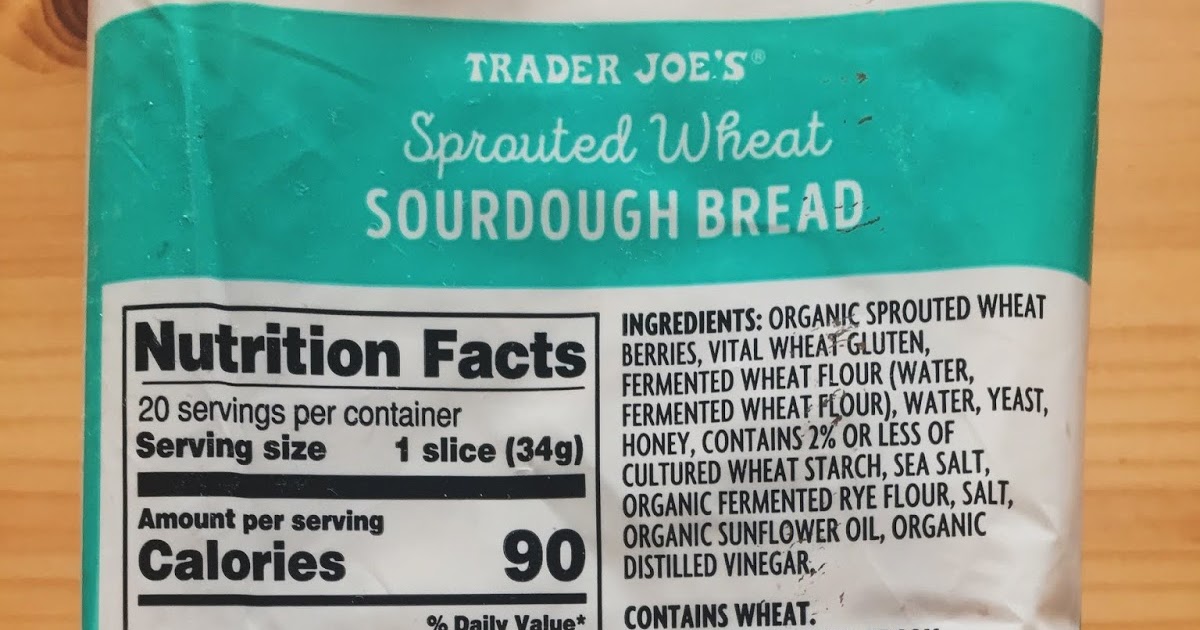 TRADER JOE'S®
Sprouted Wheat
SOURDOUGH BREAD
Nutrition Facts
20 servings per container
Serving size 1 slice (34g)
Amount per serving
Calories 90
% Daily Value*
INGREDIENTS: ORGANIC SPROUTED WHEAT
BERRIES, VITAL WHEAT GLUTEN,
FERMENTED WHEAT FLOUR (WATER,
FERMENTED WHEAT FLOUR), WATER, YEAST,
HONEY, CONTAINS 2% OR LESS OF
CULTURED WHEAT STARCH, SEA SALT,
ORGANIC FERMENTED RYE FLOUR, SALT,
ORGANIC SUNFLOWER OIL, ORGANIC
DISTILLED VINEGAR.
CONTAINS WHEAT.